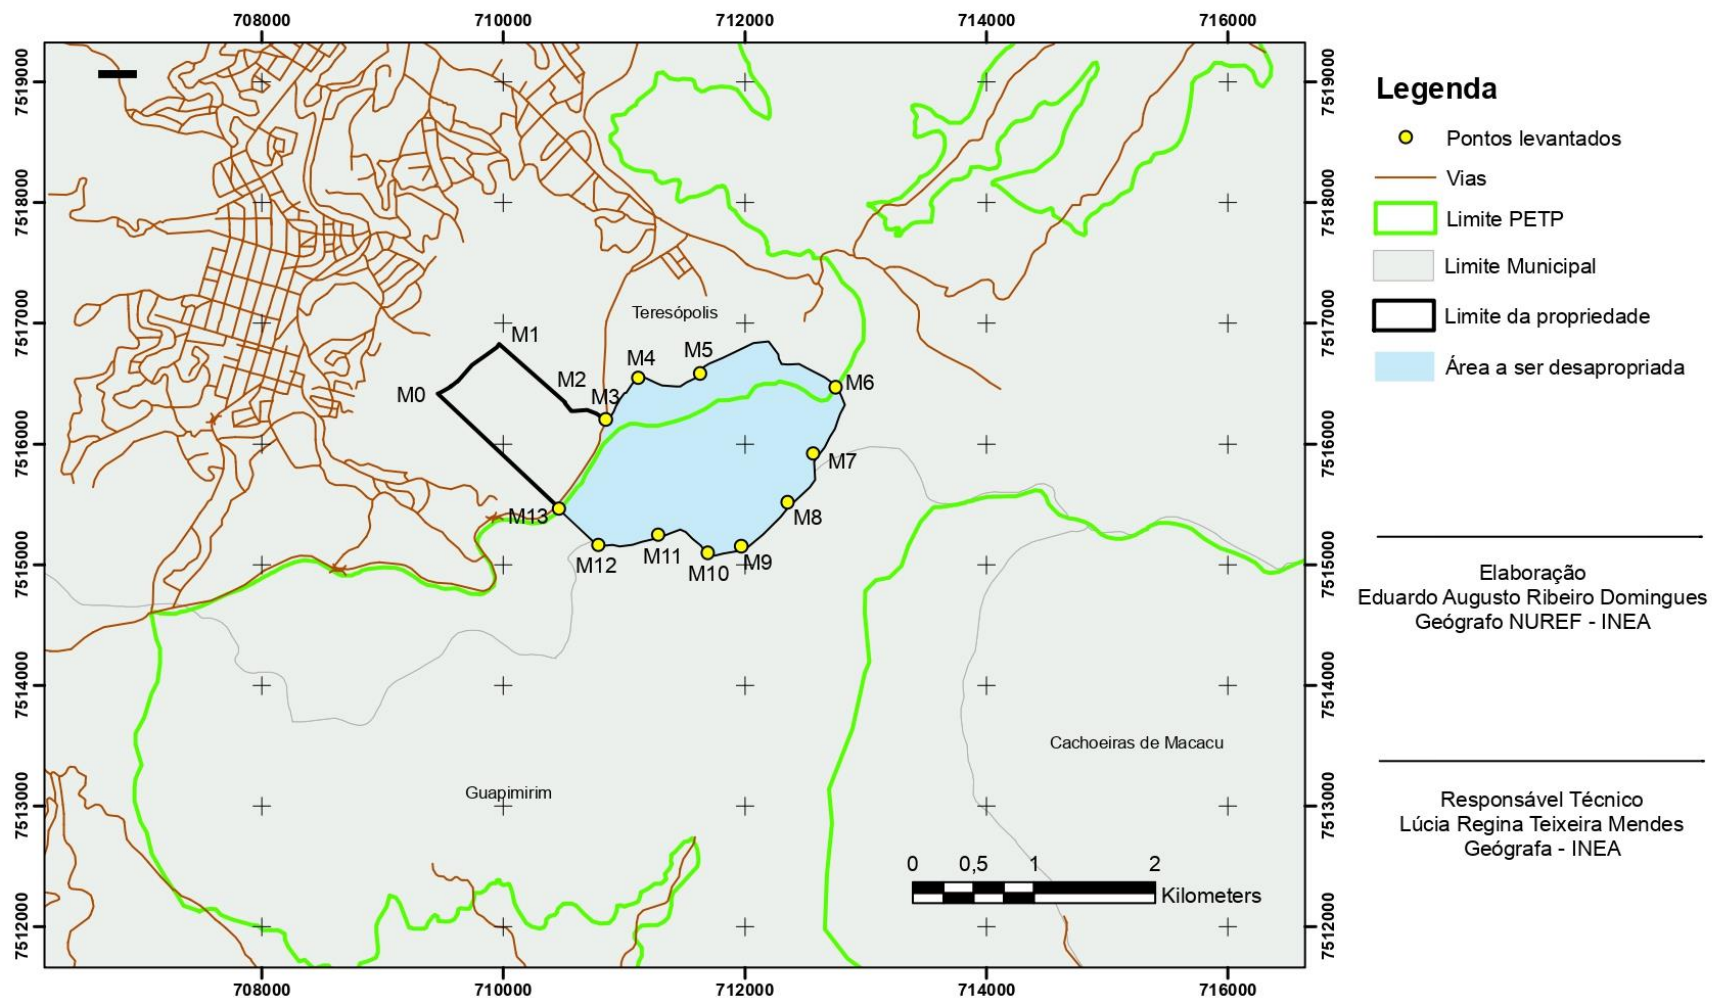 708000
710000
712000
714000
716000
7519000
7518000
7517000
7516000
7515000
7514000
7513000
7512000
Teresópolis
M1
M0
M2
M3
M4
M5
M6
M7
M8
M9
M10
M11
M12
M13
Cachoeiras de Macacu
Guapimirim
0
0,5
1
2
Kilometers
7519000
7518000
7517000
7516000
7515000
7514000
7513000
7512000
708000
710000
712000
714000
716000
Legenda
Pontos levantados
Vias
Limite PETP
Limite Municipal
Limite da propriedade
Área a ser desapropriada
Elaboração
Eduardo Augusto Ribeiro Domingues
Geógrafo NUREF - INEA
Responsável Técnico
Lúcia Regina Teixeira Mendes
Geógrafa - INEA